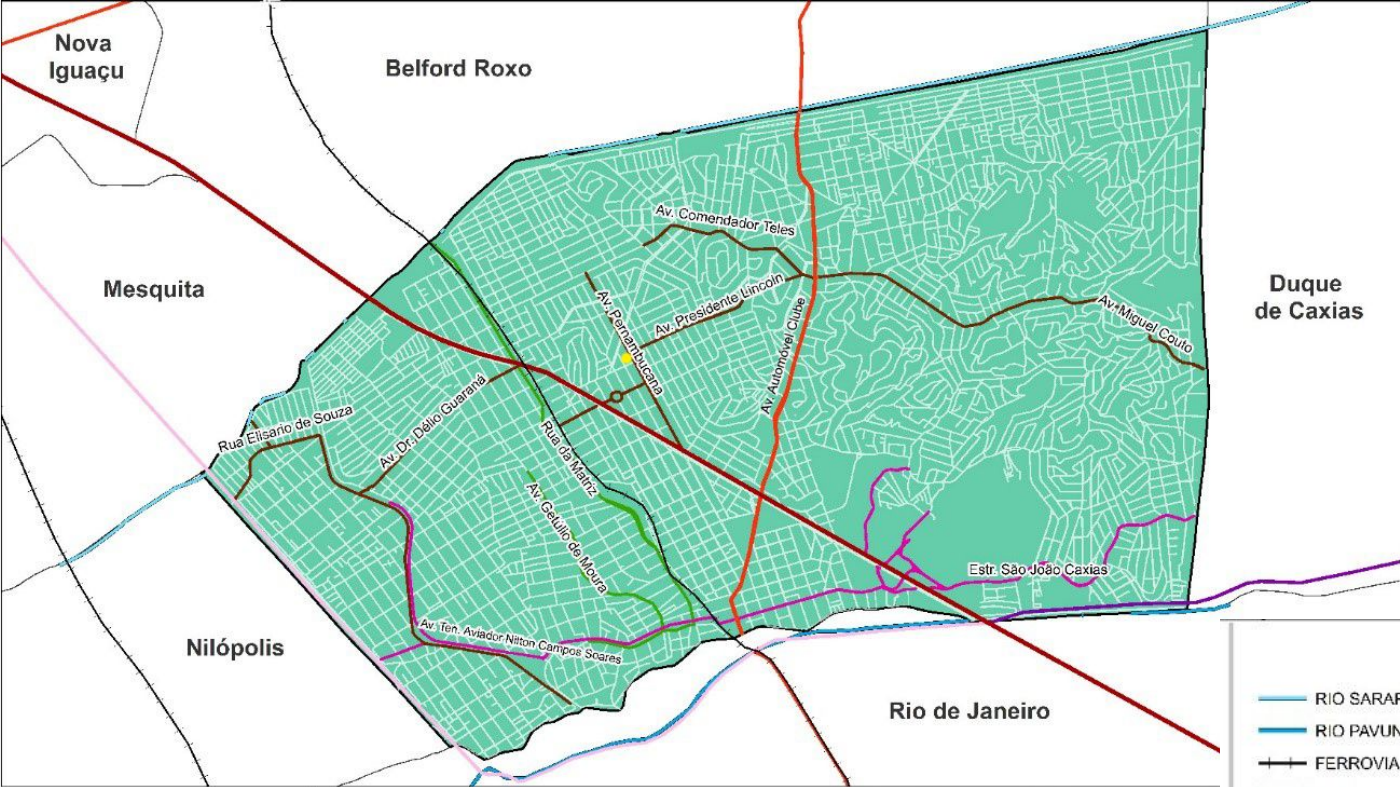 Nova
Iguaçu
Belford Roxo
Av. Comendador Teles
Mesquita
Duque
de Caxias
Av. Presidente Lincoln
Av. Pernambucana
Av. Automóvel Clube
Av. Miguel Couto
Rua Elisario de Souza
Av. Dr. Délio Guaraná
Rua da Matriz
Av. Getúlio de Moura
Estr. São João Caxias
Av. Ten. Aviador Nilton Campos Soares
Nilópolis
Rio de Janeiro
RIO SARAP
RIO PAVUN
FERROVIA